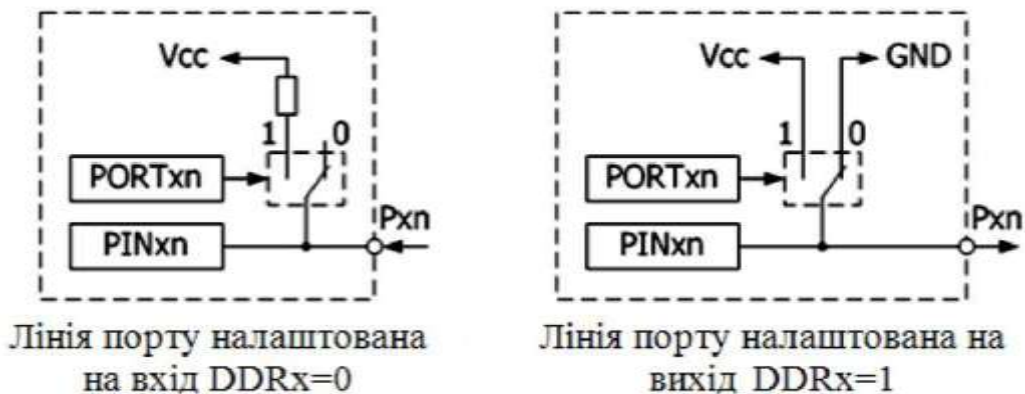 Vcc
1 0
PORTxn
PINxn
Pxn
Лінія порту налаштована
на вхід DDRx=0
Vcc GND
1 0
PORTxn
PINxn
Pxn
Лінія порту налаштована на
вихід DDRx=1